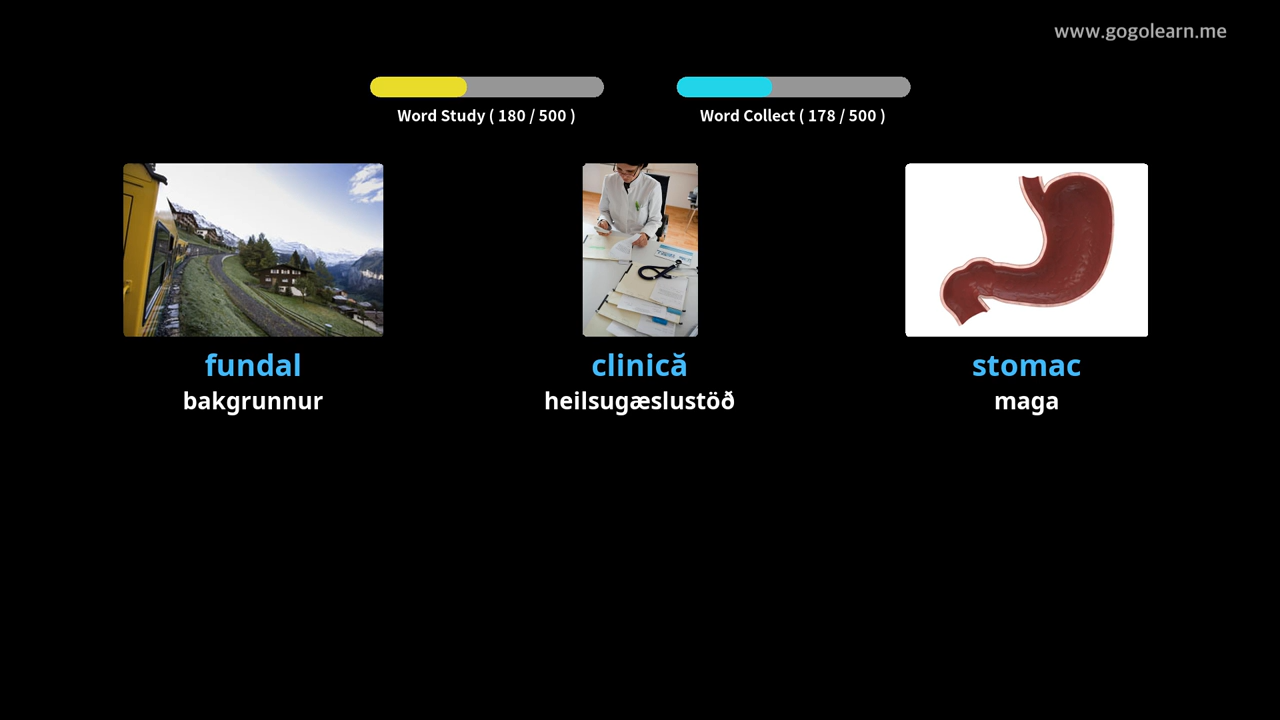 www.gogolearn.me
Word Study ( 180 / 500 )
Word Collect ( 178 / 500 )
fundal
bakgrunnur
clinică
heilsugæslustöð
stomac
maga